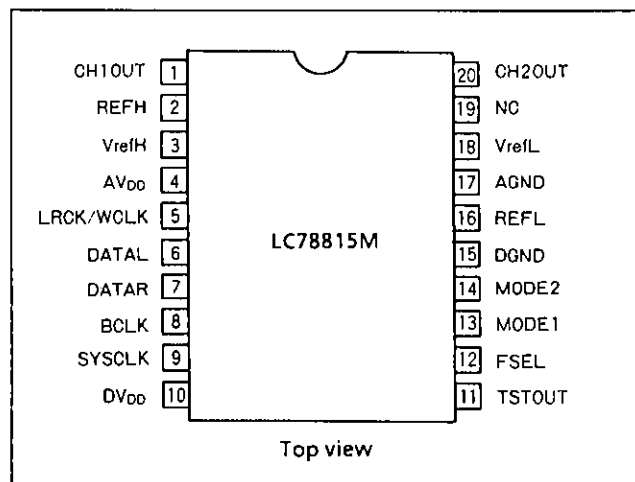 CH1OUT 1 20 CH2OUT
REFH 2 19 NC
VrefH 3 18 VrefL
AVDD 4 17 AGND
LRCK/WCLK 5 16 REFL
LC78815M
DATAL 6 15 DGND
DATAR 7 14 MODE2
BCLK 8 13 MODE1
SYSCLK 9 12 FSEL
DVDD 10 11 TSTOUT
Top view